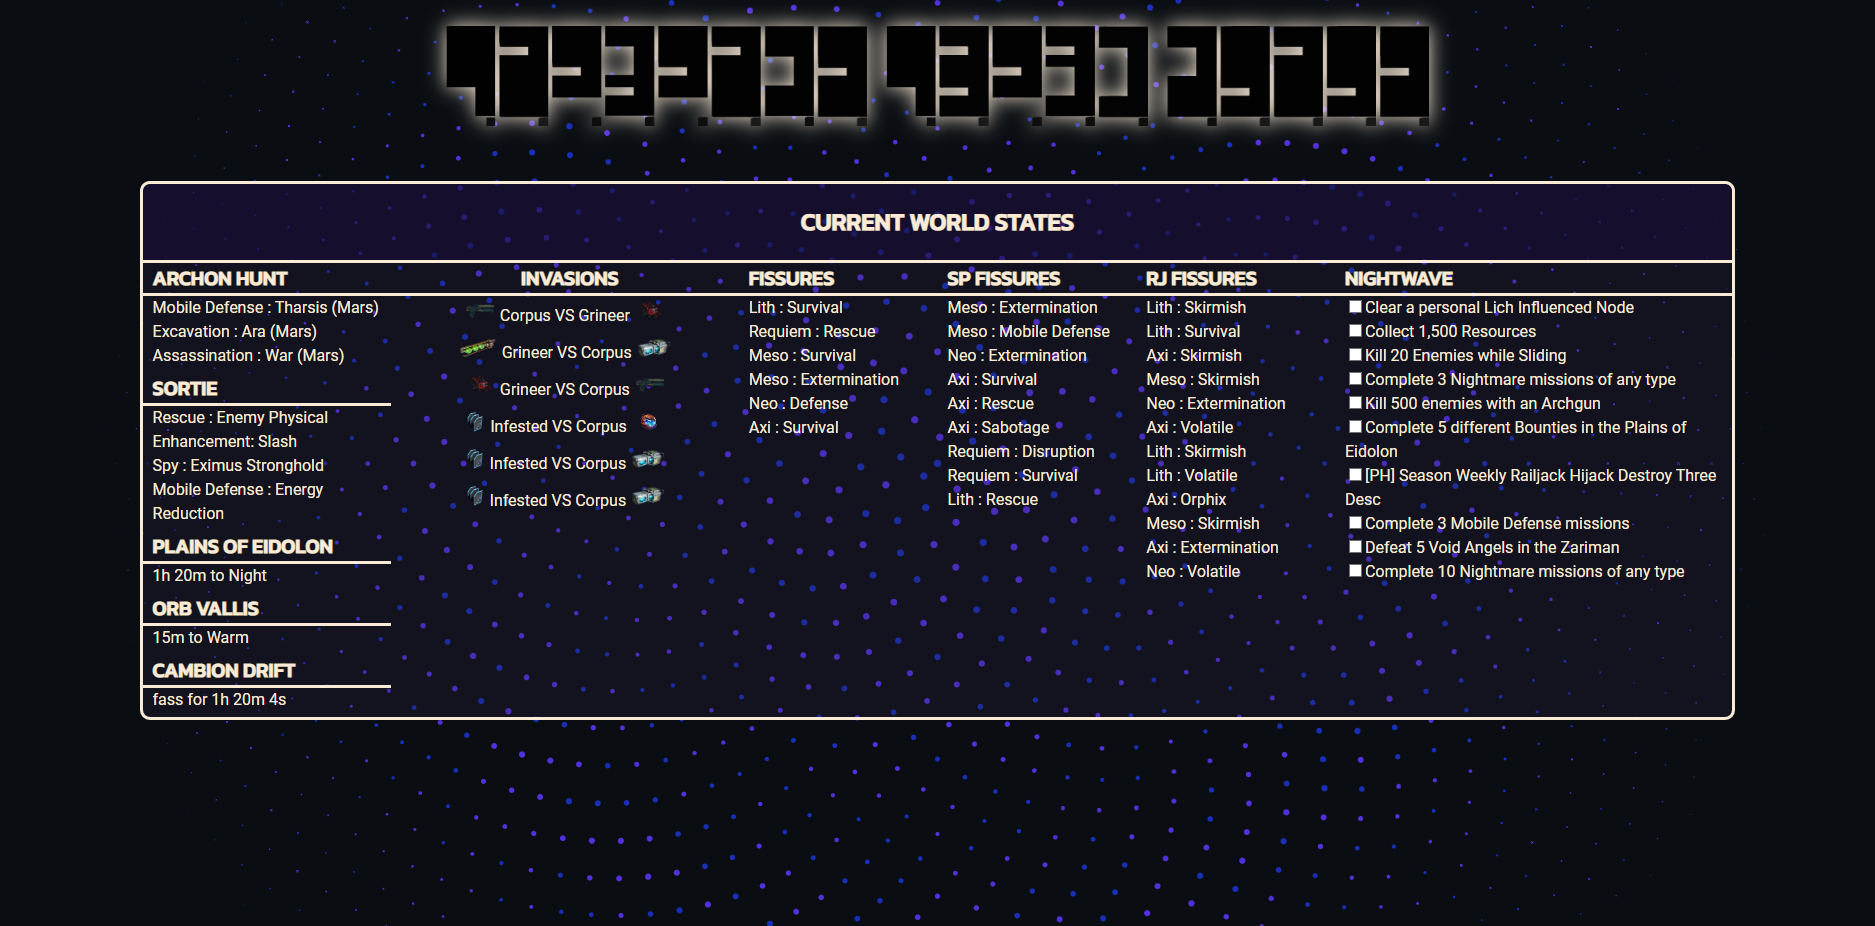 CURRENT WORLD STATES
ARCHON HUNT
Mobile Defense : Tharsis (Mars)
Excavation : Ara (Mars)
Assassination : War (Mars)
SORTIE
Rescue : Enemy Physical
Enhancement: Slash
Spy : Eximus Stronghold
Mobile Defense : Energy
Reduction
PLAINS OF EIDOLON
1h 20m to Night
ORB VALLIS
15m to Warm
CAMBION DRIFT
fass for 1h 20m 4s
INVASIONS
Corpus VS Grineer
Grineer VS Corpus
Grineer VS Corpus
Infested VS Corpus
Infested VS Corpus
Infested VS Corpus
FISSURES
Lith : Survival
Requiem : Rescue
Meso : Survival
Meso : Extermination
Neo : Defense
Axi : Survival
SP FISSURES
Meso : Extermination
Meso : Mobile Defense
Neo : Extermination
Axi : Survival
Axi : Rescue
Axi : Sabotage
Requiem : Disruption
Requiem : Survival
Lith : Rescue
RJ FISSURES
Lith : Skirmish
Lith : Survival
Axi : Skirmish
Meso : Skirmish
Neo : Extermination
Axi : Volatile
Lith : Skirmish
Lith : Volatile
Axi : Orphix
Meso : Skirmish
Axi : Extermination
Neo : Volatile
NIGHTWAVE
Clear a personal Lich Influenced Node
Collect 1,500 Resources
Kill 20 Enemies while Sliding
Complete 3 Nightmare missions of any type
Kill 500 enemies with an Archgun
Complete 5 different Bounties in the Plains of
Eidolon
[PH] Season Weekly Railjack Hijack Destroy Three
Desc
Complete 3 Mobile Defense missions
Defeat 5 Void Angels in the Zariman
Complete 10 Nightmare missions of any type